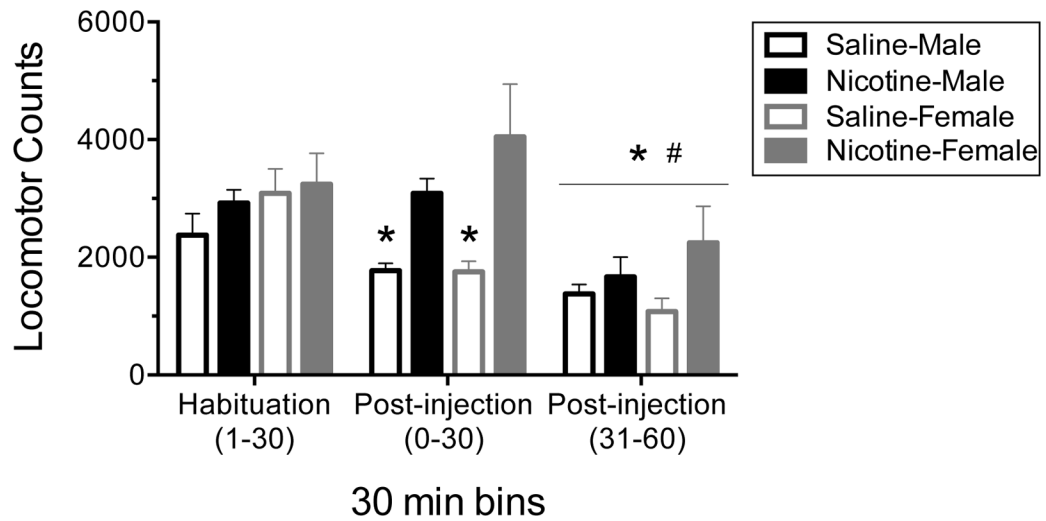 6000
4000
2000
0
Locomotor Counts
Saline-Male
Nicotine-Male
Saline-Female
Nicotine-Female
* #
* *
Habituation
(1-30)
Post-injection
(0-30)
Post-injection
(31-60)
30 min bins